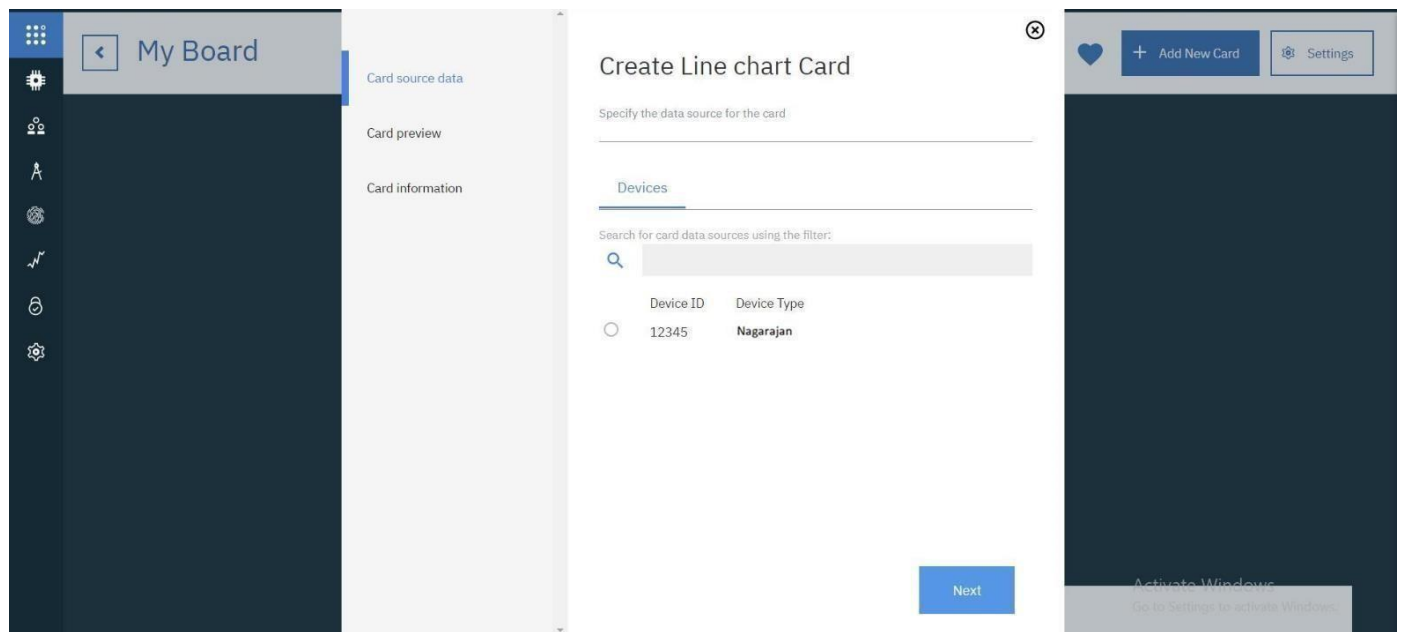 My Board
Card source data
Card preview
Card information
Create Line chart Card
Specify the data source for the card
Devices
Search for card data sources using the filter:
Device ID Device Type
12345 Nagarajan
Next
+ Add New Card
Settings
Activate Windows
Go to Settings to activate Windows.